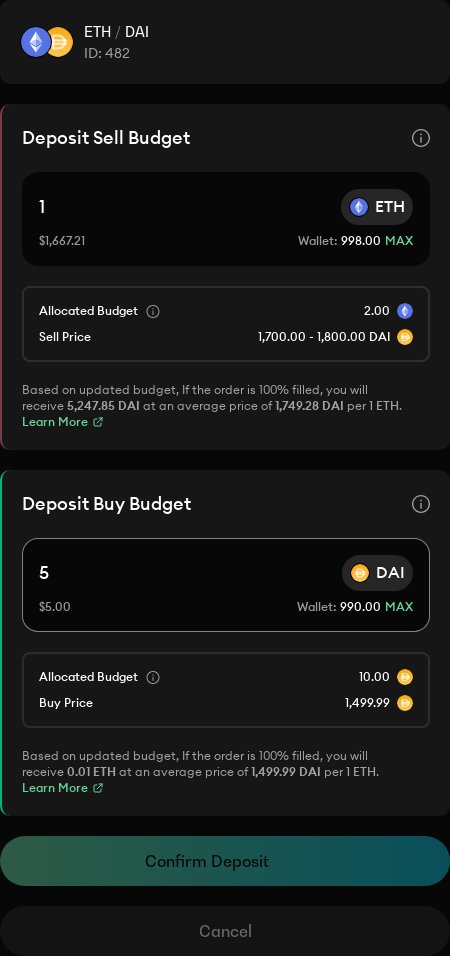 ETH / DAI
ID: 482
Deposit Sell Budget
1
ETH
$1,667.21
Wallet: 998.00 MAX
Allocated Budget
2.00
Sell Price
1,700.00 - 1,800.00 DAI
Based on updated budget, If the order is 100% filled, you will
receive 5,247.85 DAI at an average price of 1,749.28 DAI per 1 ETH.
Learn More
Deposit Buy Budget
5
DAI
$5.00
Wallet: 990.00 MAX
Allocated Budget
10.00
Buy Price
1,499.99
Based on updated budget, If the order is 100% filled, you will
receive 0.01 ETH at an average price of 1,499.99 DAI per 1 ETH.
Learn More
Confirm Deposit
Cancel